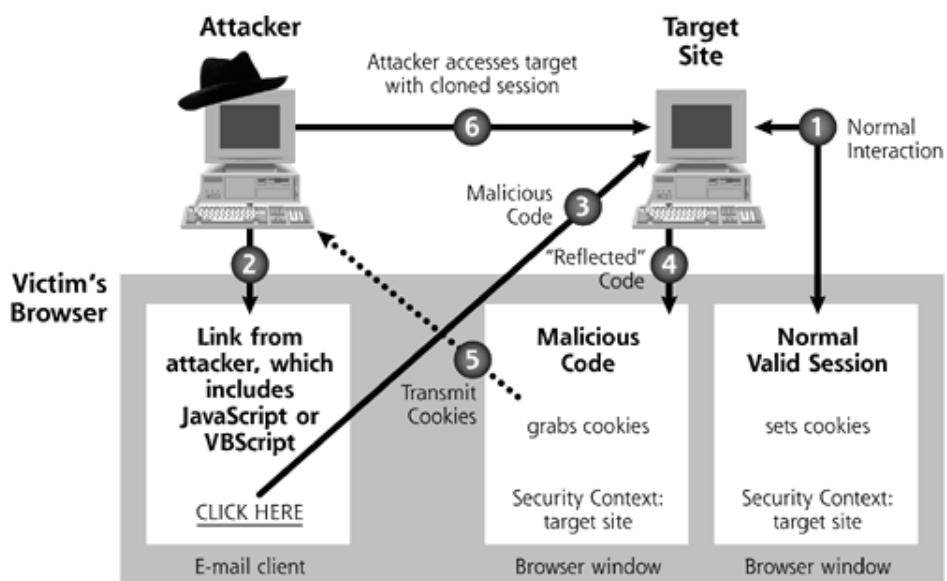 Attacker
Target
Site
Attacker accesses target
with cloned session
6
1
Normal
Interaction
Malicious
Code
3
2
"Reflected"
Code
4
Victim's
Browser
Link from
attacker, which
includes
JavaScript or
VBScript
CLICK HERE
E-mail client
5
Transmit
Cookies
Malicious
Code
grabs cookies
Security Context:
target site
Browser window
Normal
Valid Session
sets cookies
Security Context:
target site
Browser window